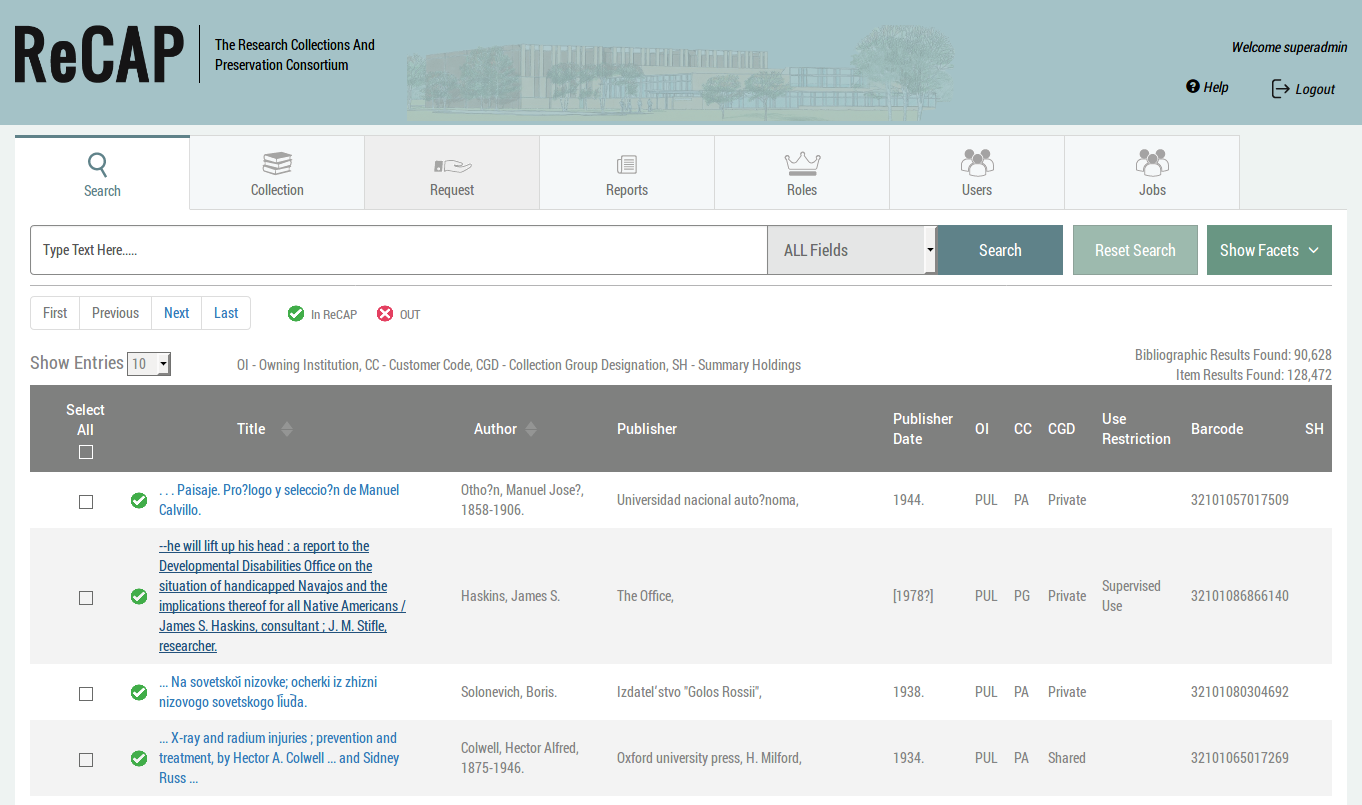 ReCAP
The Research Collections And
Preservation Consortium
Welcome superadmin
Help
Logout
Search
Collection
Request
Reports
Roles
Users
Jobs
Type Text Here.....
ALL Fields
Search
Reset Search
Show Facets
First
Previous
Next
Last
In ReCAP
OUT
Show Entries
10
OI - Owning Institution, CC - Customer Code, CGD - Collection Group Designation, SH - Summary Holdings
Bibliographic Results Found: 90,628
Item Results Found: 128,472
Select
All
Title
Author
Publisher
Publisher
Date
OI
CC
CGD
Use
Restriction
Barcode
SH
. . . Paisaje. Pro?logo y seleccio?n de Manuel
Calvillo.
Otho?n, Manuel Jose?,
1858-1906.
Universidad nacional auto?noma,
1944.
PUL
PA
Private
32101057017509
--he will lift up his head : a report to the
Developmental Disabilities Office on the
situation of handicapped Navajos and the
implications thereof for all Native Americans /
James S. Haskins, consultant ; J. M. Stifle,
researcher.
Haskins, James S.
The Office,
[1978?]
PUL
PG
Private
Supervised
Use
32101086866140
... Na sovetskoĭ nizovke; ocherki iz zhizni
nizovogo sovetskogo li͡uda.
Solonevich, Boris.
Izdatelʹstvo "Golos Rossii",
1938.
PUL
PA
Private
32101080304692
... X-ray and radium injuries ; prevention and
treatment, by Hector A. Colwell ... and Sidney
Russ ...
Colwell, Hector Alfred,
1875-1946.
Oxford university press, H. Milford,
1934.
PUL
PA
Shared
32101065017269